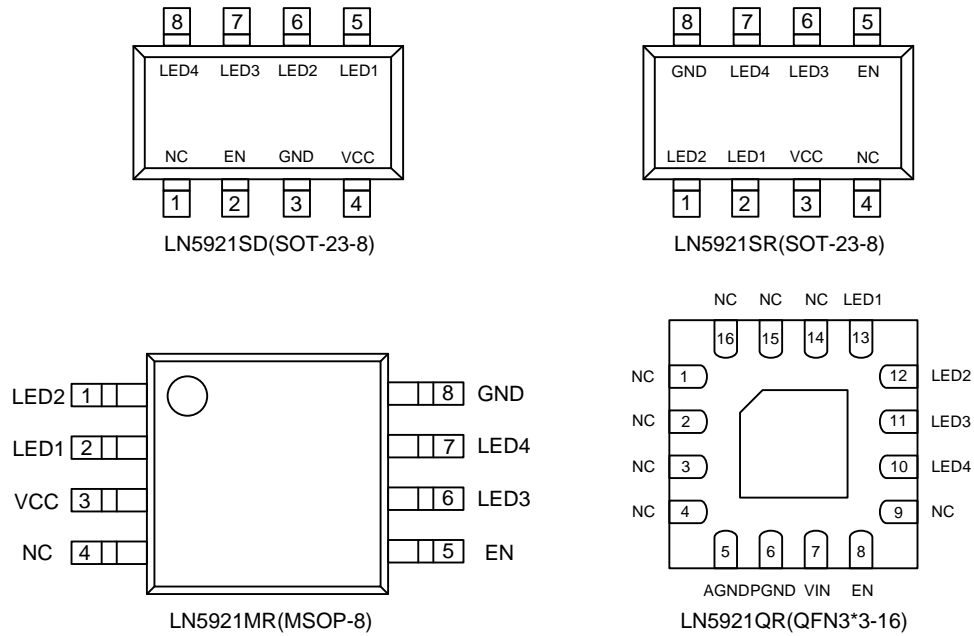 8 7 6 5
LED4 LED3 LED2 LED1
NC EN GND VCC
1 2 3 4
LN5921SD(SOT-23-8)
8 7 6 5
GND LED4 LED3 EN
LED2 LED1 VCC NC
1 2 3 4
LN5921SR(SOT-23-8)
LED2 1 8 GND
LED1 2 7 LED4
VCC 3 6 LED3
NC 4 5 EN
LN5921MR(MSOP-8)
NC NC NC LED1
16 15 14 13
NC 1 12 LED2
NC 2 11 LED3
NC 3 10 LED4
NC 4 9 NC
5 6 7 8
AGND PGND VIN EN
LN5921QR(QFN3*3-16)